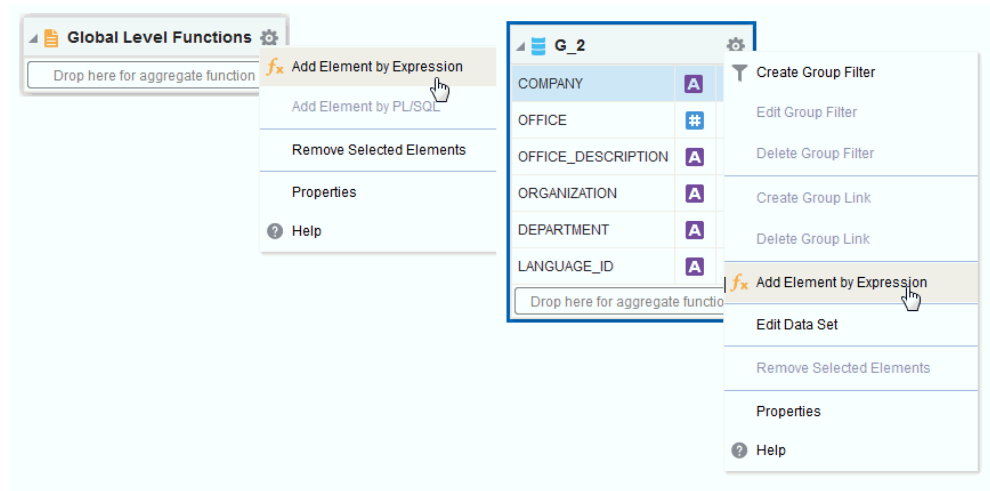 Global Level Functions
Drop here for aggregate function
fx Add Element by Expression
Add Element by PL/SQL
Remove Selected Elements
Properties
? Help
G_2
COMPANY A
OFFICE #
OFFICE_DESCRIPTION A
ORGANIZATION A
DEPARTMENT A
LANGUAGE_ID A
Drop here for aggregate functio
Create Group Filter
Edit Group Filter
Delete Group Filter
Create Group Link
Delete Group Link
fx Add Element by Expression
Edit Data Set
Remove Selected Elements
Properties
? Help